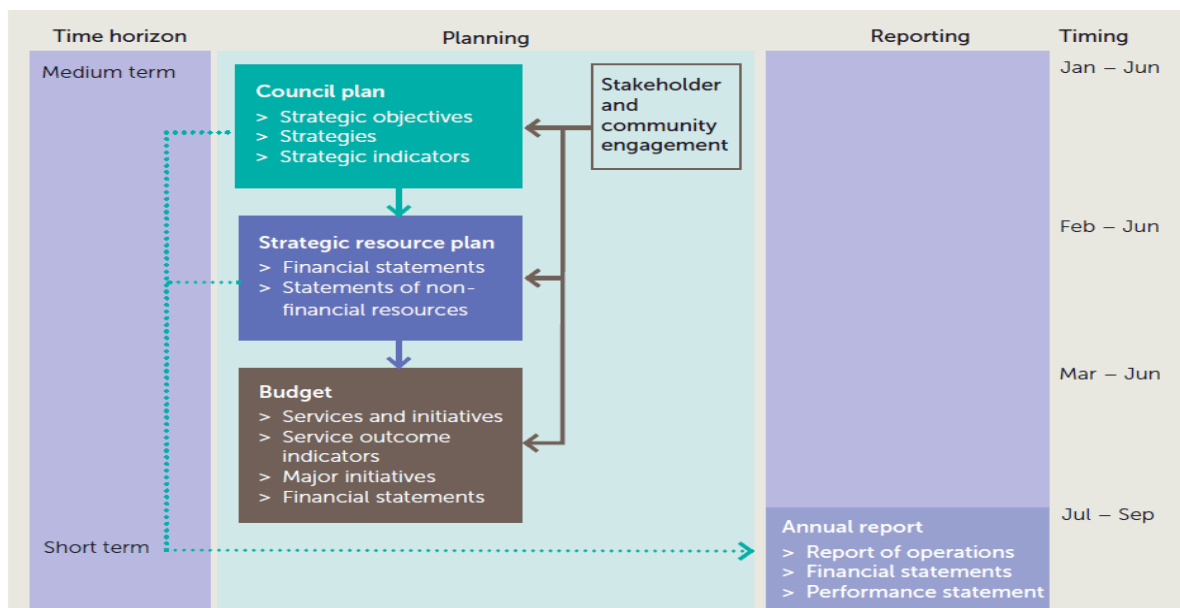 Time horizon
Planning
Reporting
Timing
Medium term
Jan – Jun
Council plan
> Strategic objectives
> Strategies
> Strategic indicators
Stakeholder
and
community
engagement
Feb – Jun
Strategic resource plan
> Financial statements
> Statements of non-
financial resources
Mar – Jun
Budget
> Services and initiatives
> Service outcome
indicators
> Major initiatives
> Financial statements
Jul – Sep
Short term
Annual report
> Report of operations
> Financial statements
> Performance statement